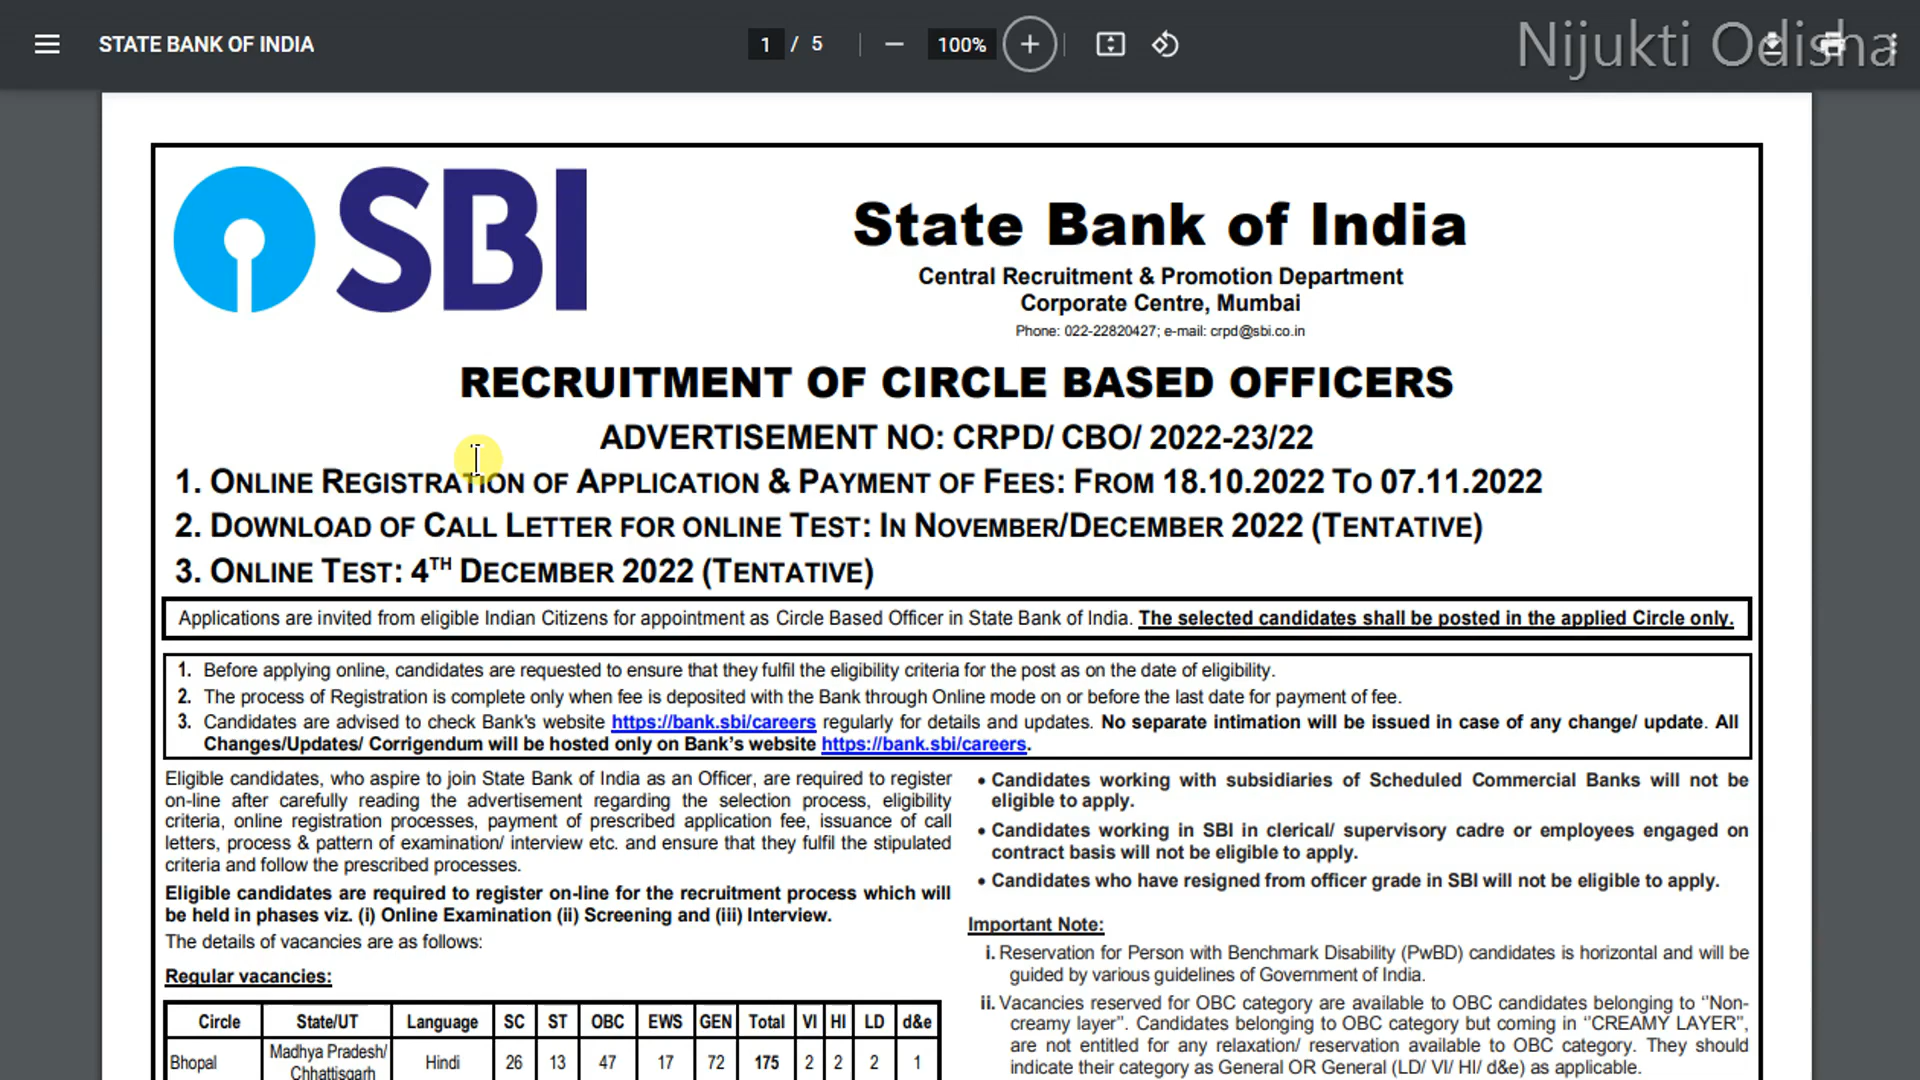 STATE BANK OF INDIA
1 / 5
100%
Nijukti Odisha
SBI
State Bank of India
Central Recruitment & Promotion Department
Corporate Centre, Mumbai
Phone: 022-22820427; e-mail: crpd@sbi.co.in
RECRUITMENT OF CIRCLE BASED OFFICERS
ADVERTISEMENT NO: CRPD/ CBO/ 2022-23/22
1. ONLINE REGISTRATION OF APPLICATION & PAYMENT OF FEES: FROM 18.10.2022 TO 07.11.2022
2. DOWNLOAD OF CALL LETTER FOR ONLINE TEST: IN NOVEMBER/DECEMBER 2022 (TENTATIVE)
3. ONLINE TEST: 4TH DECEMBER 2022 (TENTATIVE)
Applications are invited from eligible Indian Citizens for appointment as Circle Based Officer in State Bank of India. The selected candidates shall be posted in the applied Circle only.
1. Before applying online, candidates are requested to ensure that they fulfil the eligibility criteria for the post as on the date of eligibility.
2. The process of Registration is complete only when fee is deposited with the Bank through Online mode on or before the last date for payment of fee.
3. Candidates are advised to check Bank's website https://bank.sbi/careers regularly for details and updates. No separate intimation will be issued in case of any change/ update. All
Changes/Updates/ Corrigendum will be hosted only on Bank's website https://bank.sbi/careers.
Eligible candidates, who aspire to join State Bank of India as an Officer, are required to register
on-line after carefully reading the advertisement regarding the selection process, eligibility
criteria, online registration processes, payment of prescribed application fee, issuance of call
letters, process & pattern of examination/ interview etc. and ensure that they fulfil the stipulated
criteria and follow the prescribed processes.
Eligible candidates are required to register on-line for the recruitment process which will
be held in phases viz. (i) Online Examination (ii) Screening and (iii) Interview.
The details of vacancies are as follows:
Regular vacancies:
Circle State/UT Language SC ST OBC EWS GEN Total VI HI LD d&e
Bhopal Madhya Pradesh/ Hindi 26 13 47 17 72 175 2 2 2 1
Chhattisgarh
• Candidates working with subsidiaries of Scheduled Commercial Banks will not be
eligible to apply.
• Candidates working in SBI in clerical/ supervisory cadre or employees engaged on
contract basis will not be eligible to apply.
• Candidates who have resigned from officer grade in SBI will not be eligible to apply.
Important Note:
i. Reservation for Person with Benchmark Disability (PwBD) candidates is horizontal and will be
guided by various guidelines of Government of India.
ii. Vacancies reserved for OBC category are available to OBC candidates belonging to ''Non-
creamy layer''. Candidates belonging to OBC category but coming in ''CREAMY LAYER'',
are not entitled for any relaxation/ reservation available to OBC category. They should
indicate their category as General OR General (LD/ VI/ HI/ d&e) as applicable.